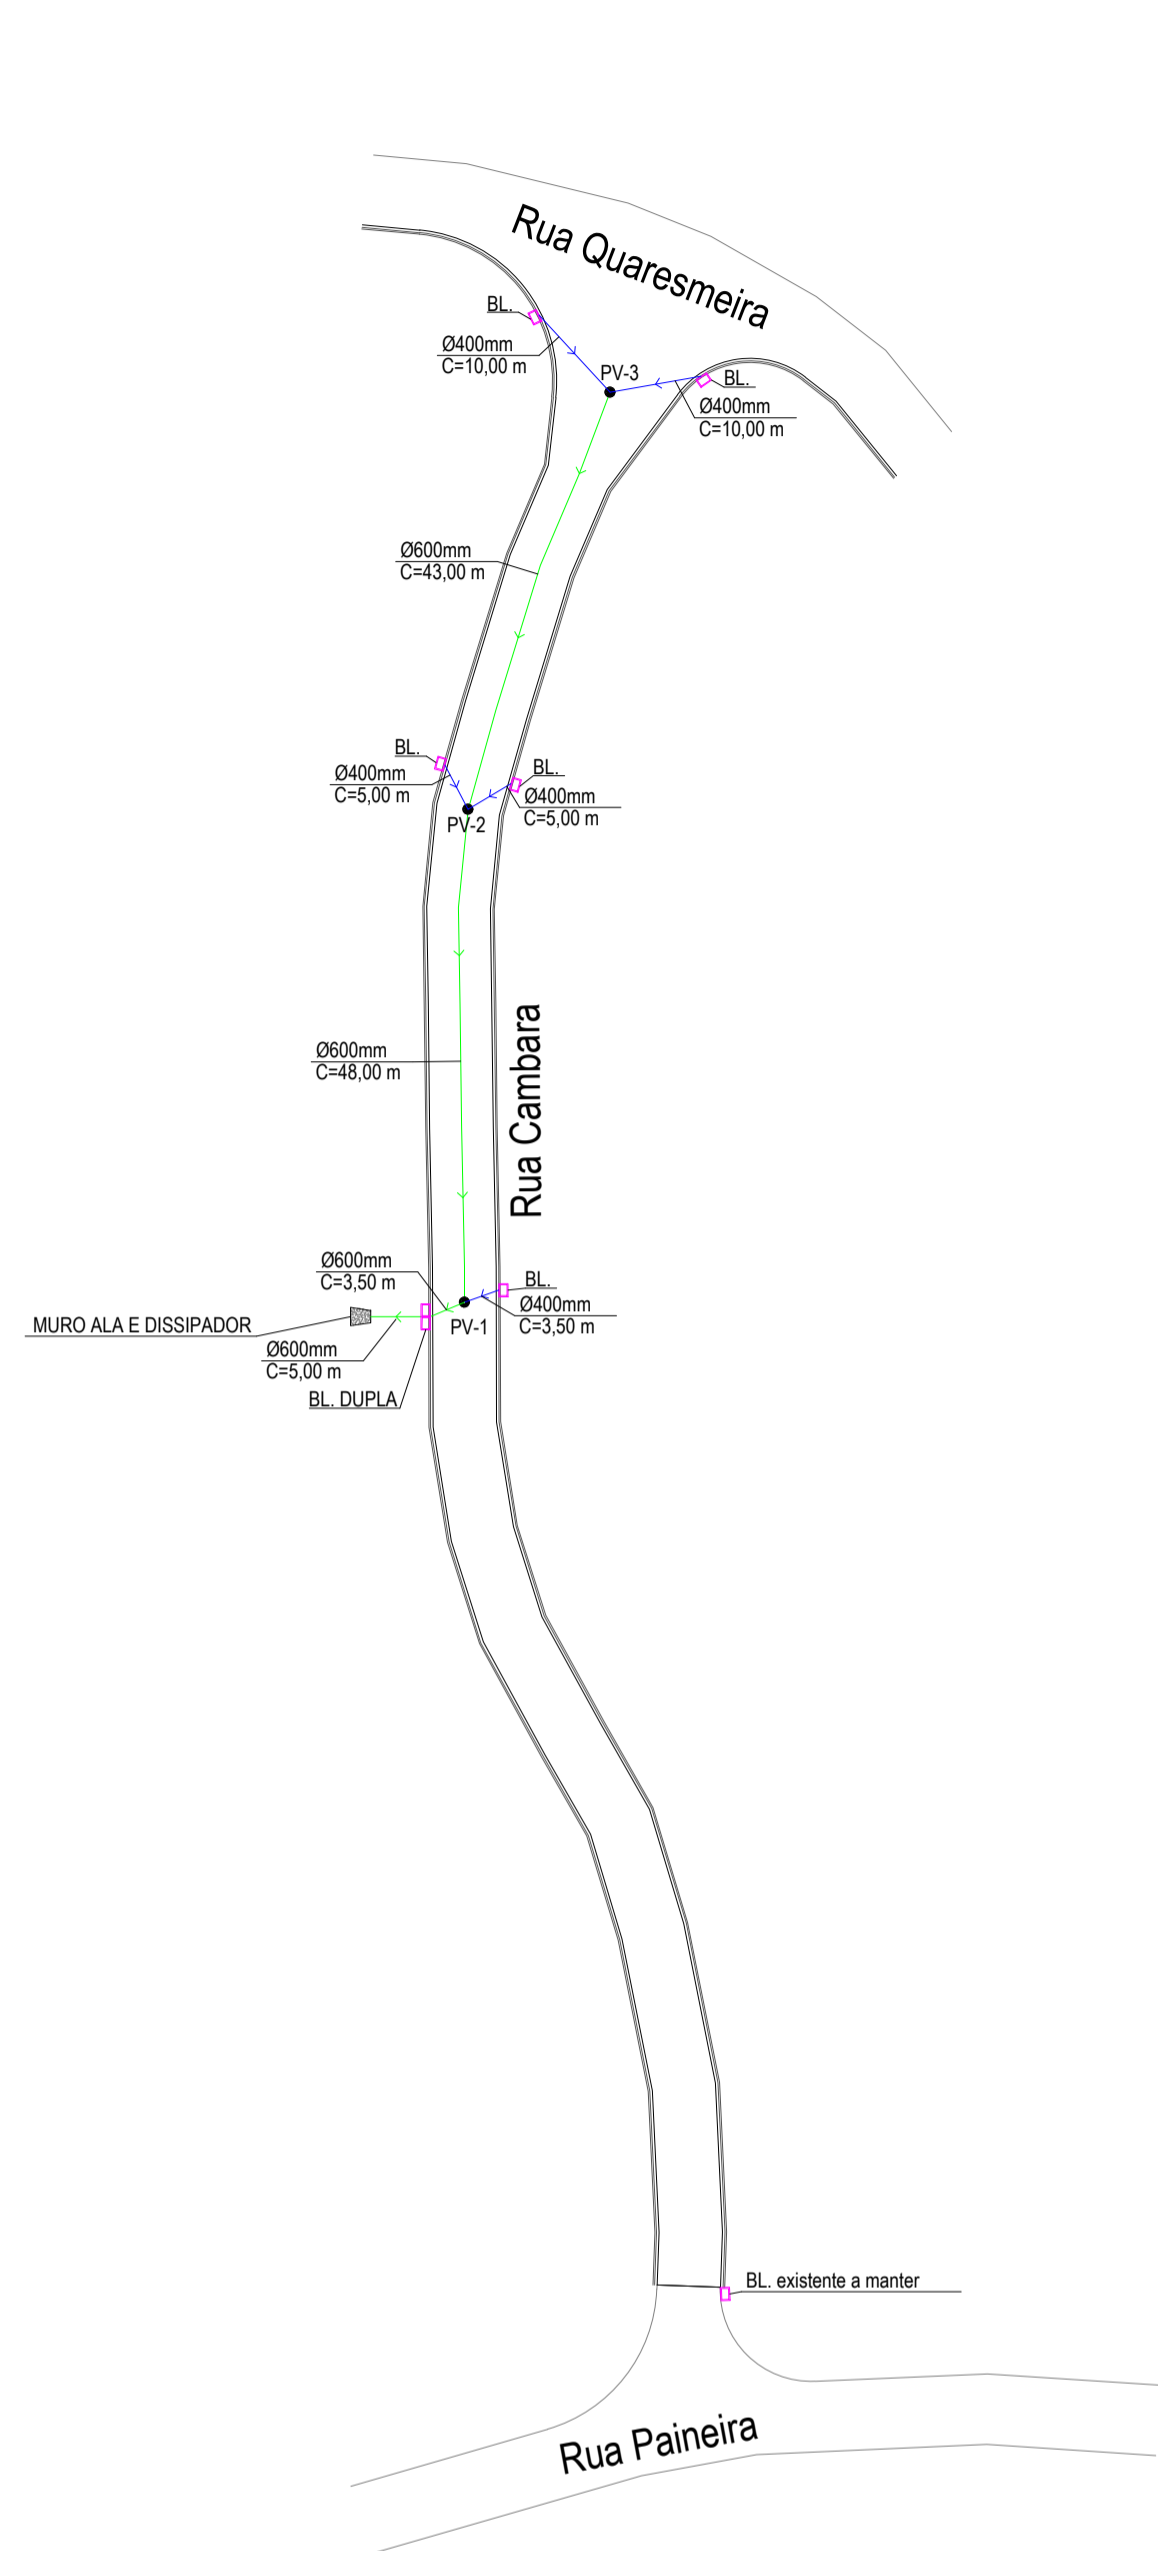 Rua Quaresmeira
BL.
Ø400mm
C=10,00 m
PV-3
BL.
Ø400mm
C=10,00 m
Ø600mm
C=43,00 m
BL.
Ø400mm
C=5,00 m
BL.
Ø400mm
C=5,00 m
PV-2
Rua Cambara
Ø600mm
C=48,00 m
Ø600mm
C=3,50 m
BL.
Ø400mm
C=3,50 m
PV-1
MURO ALA E DISSIPADOR
Ø600mm
C=5,00 m
BL. DUPLA
BL. existente a manter
Rua Paineira